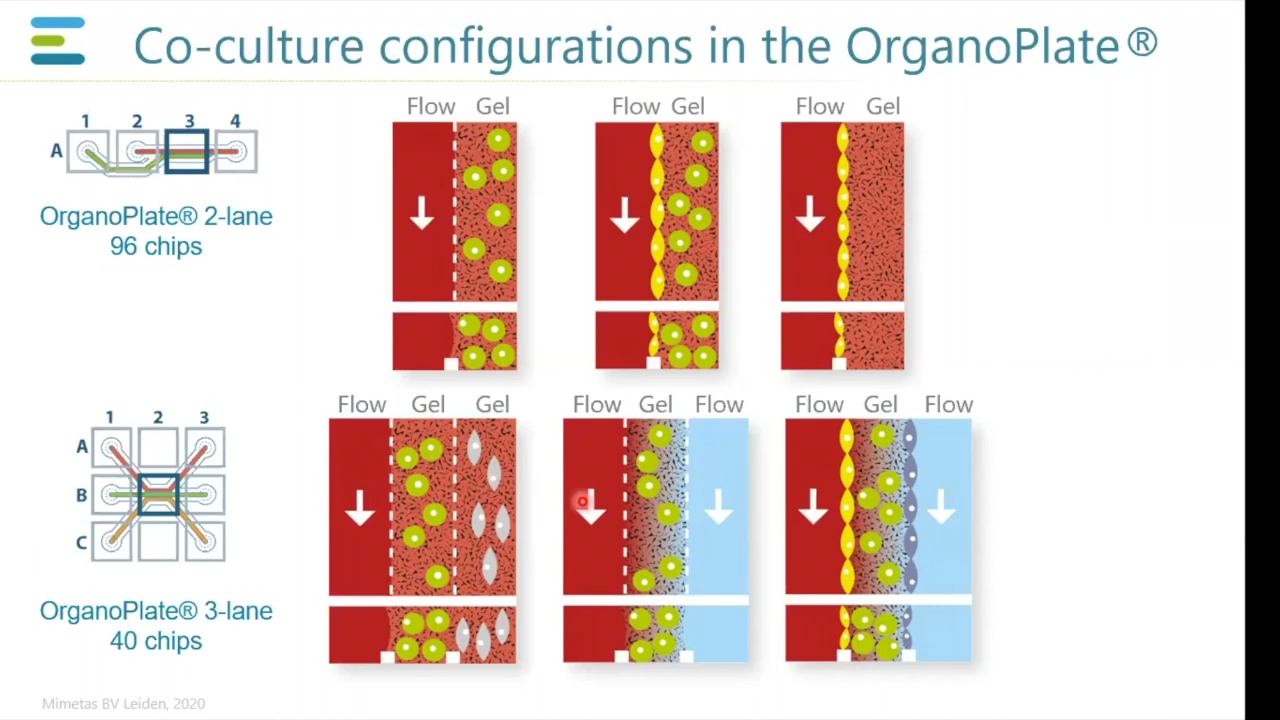 Co-culture configurations in the OrganoPlate®
1 2 3 4
A
OrganoPlate® 2-lane
96 chips
Flow Gel
Flow Gel
Flow Gel
1 2 3
A
B
C
OrganoPlate® 3-lane
40 chips
Flow Gel Gel
Flow Gel Flow
Flow Gel Flow
Mimetas BV Leiden, 2020